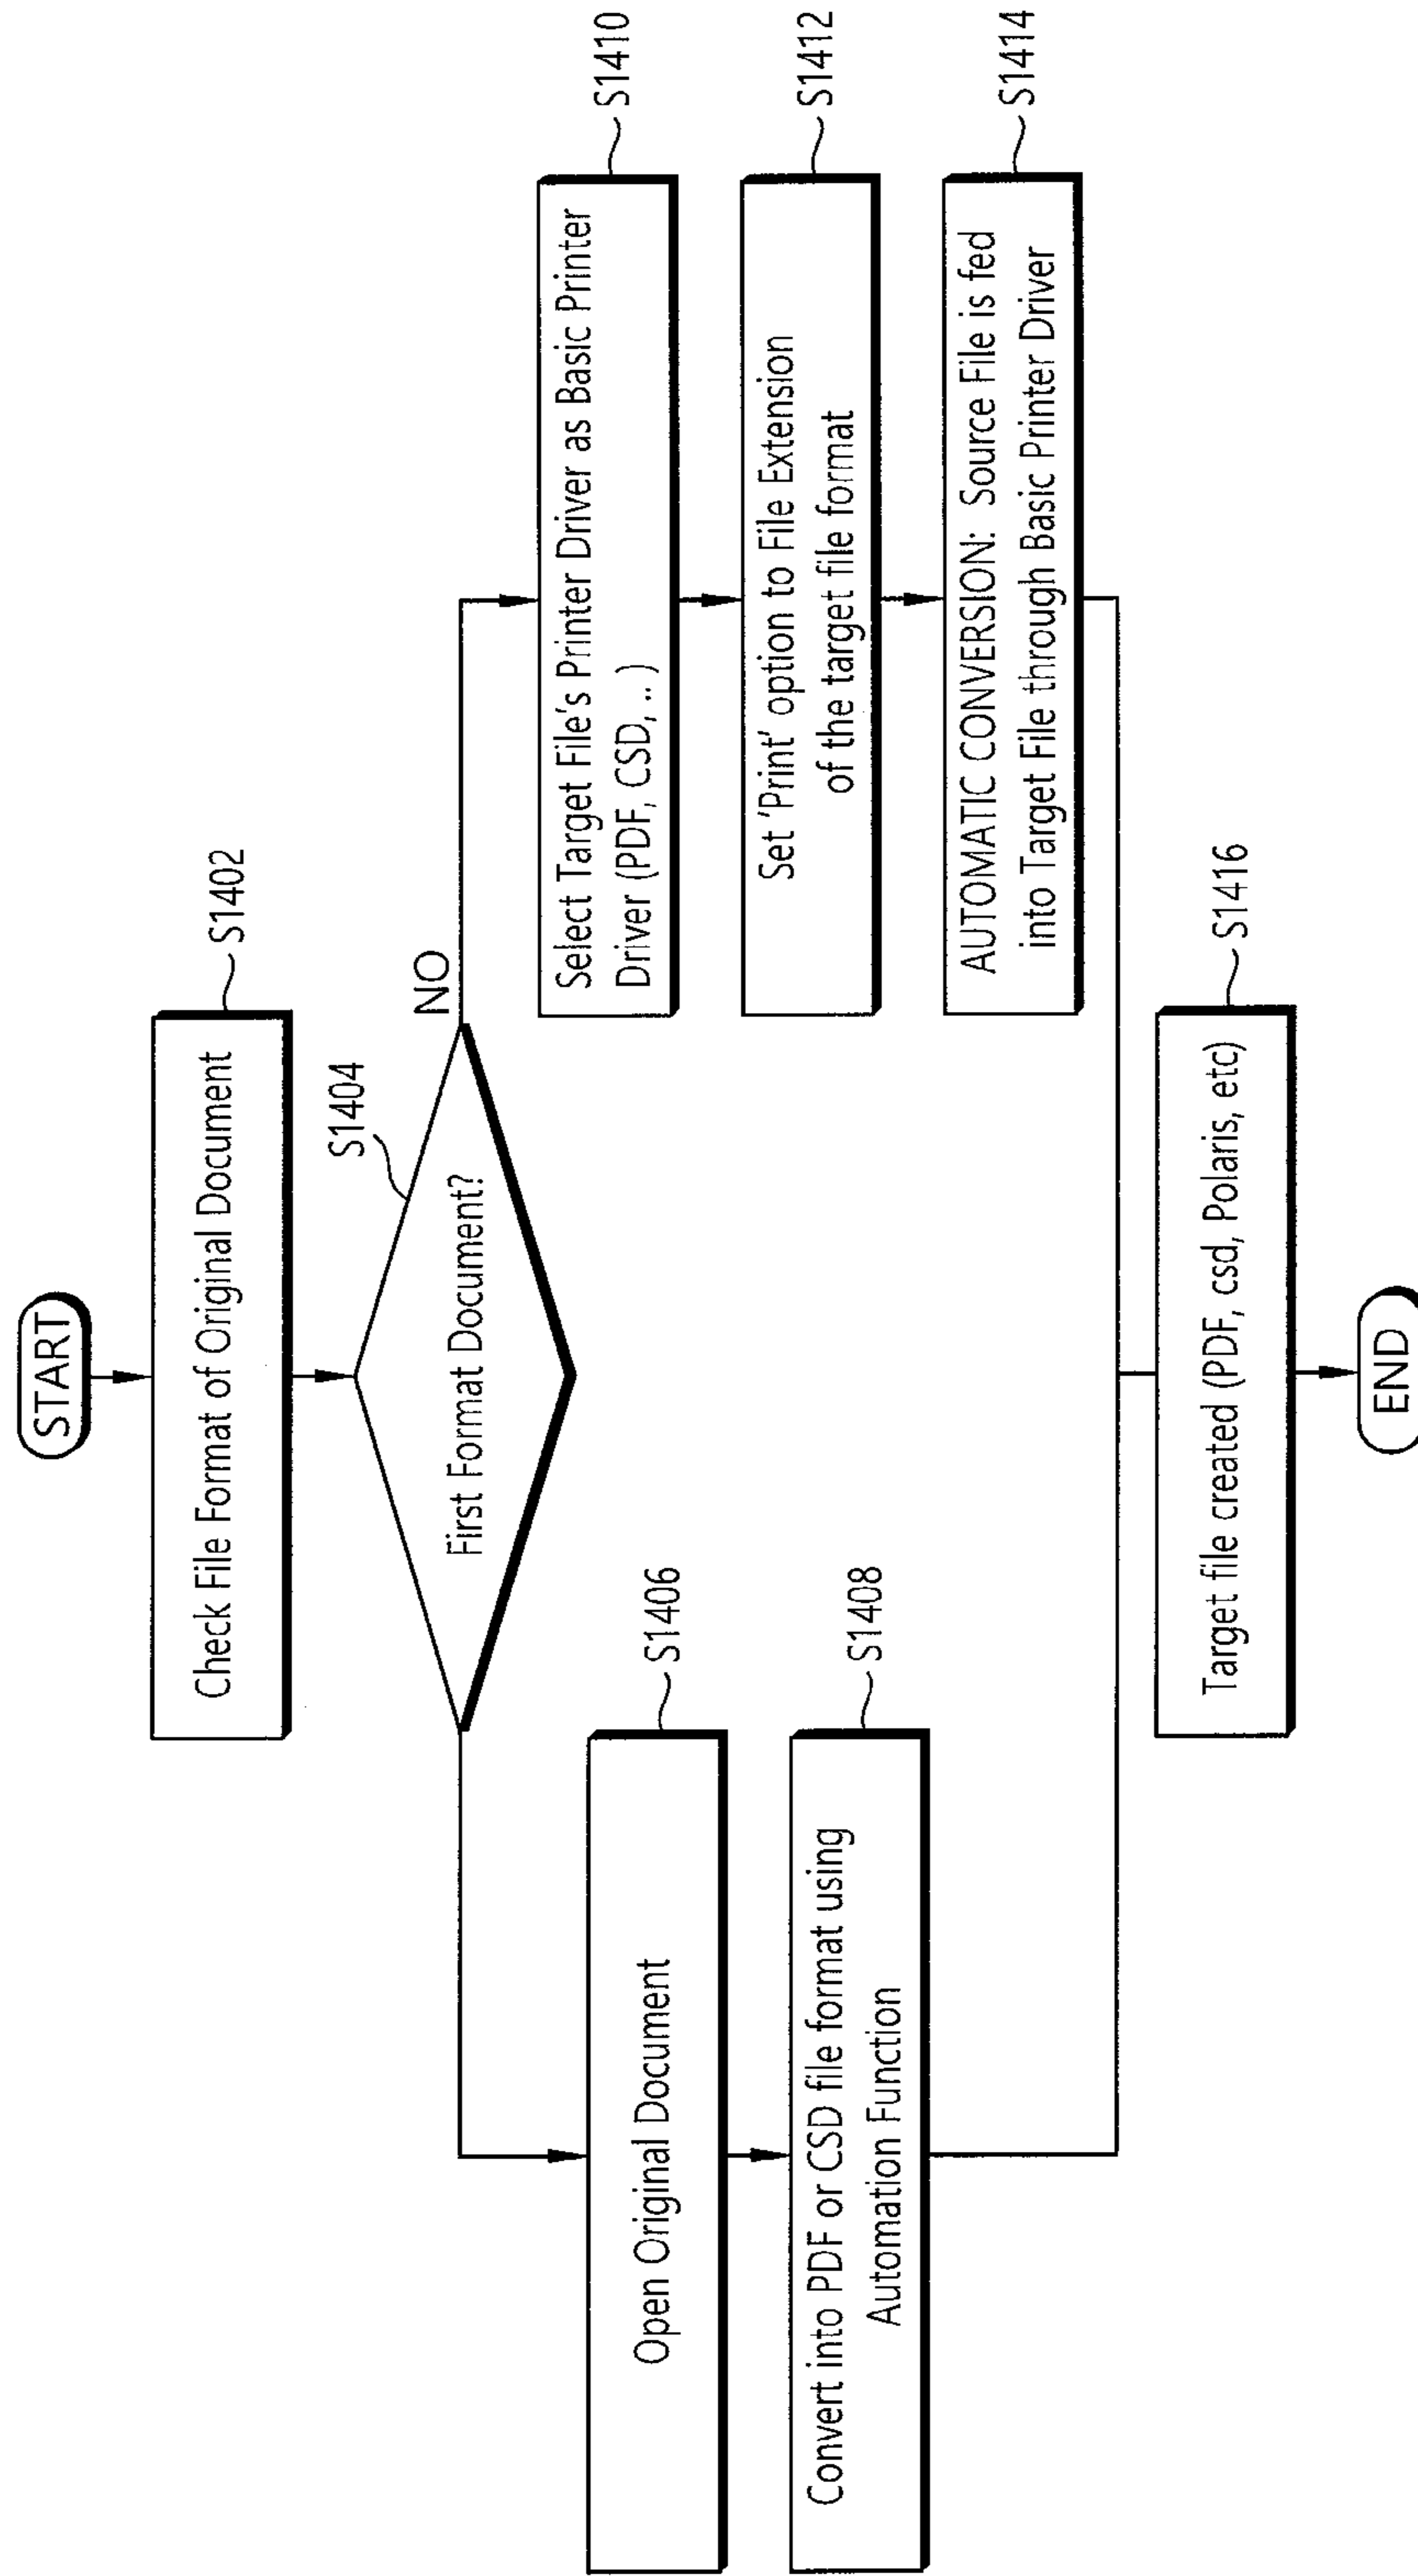 START
Check File Format of Original Document
S1402
S1404
First Format Document?
NO
Open Original Document
S1406
Convert into PDF or CSD file format using
Automation Function
S1408
Select Target File's Printer Driver as Basic Printer
Driver (PDF, CSD, .. )
S1410
Set 'Print' option to File Extension
of the target file format
S1412
AUTOMATIC CONVERSION: Source File is fed
into Target File through Basic Printer Driver
S1414
Target file created (PDF, csd, Polaris, etc)
S1416
END